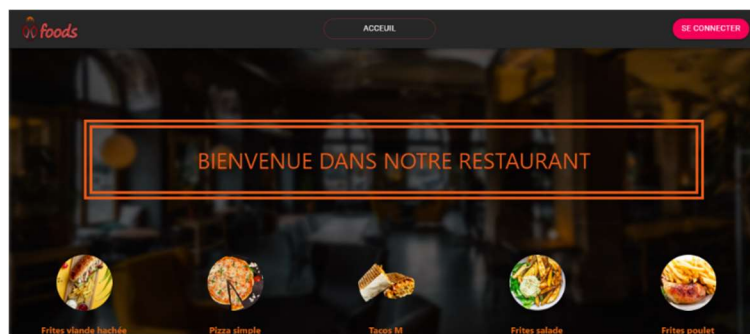 foods
ACCEUIL
SE CONNECTER
BIENVENUE DANS NOTRE RESTAURANT
Frites viande hachée
Pizza simple
Tacos M
Frites salade
Frites poulet